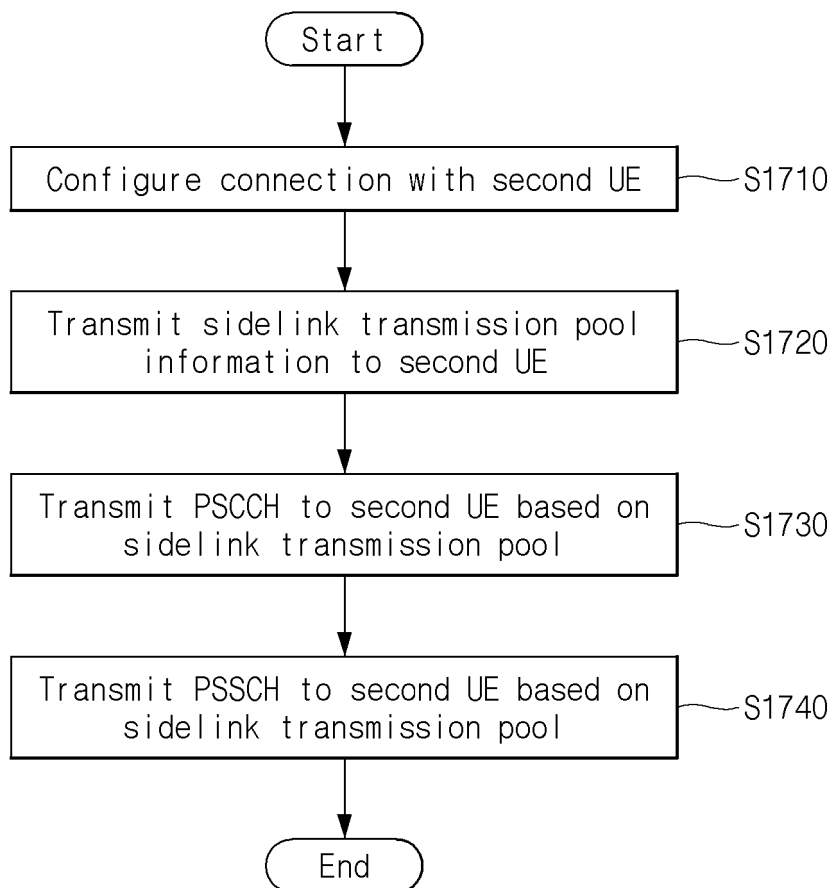 Start
Configure connection with second UE
S1710
Transmit sidelink transmission pool
information to second UE
S1720
Transmit PSCCH to second UE based on
sidelink transmission pool
S1730
Transmit PSSCH to second UE based on
sidelink transmission pool
S1740
End